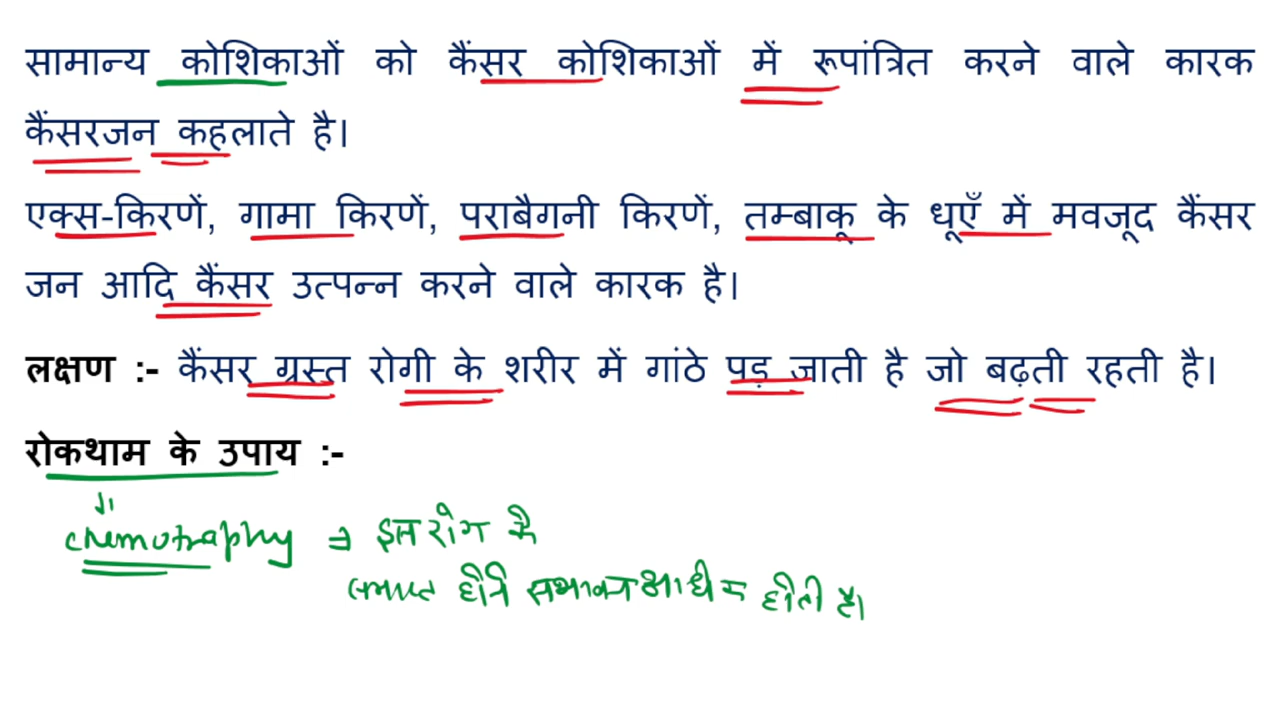 सामान्य कोशिकाओं को कैंसर कोशिकाओं में रूपांत्रित करने वाले कारक
कैंसरजन कहलाते है।
एक्स-किरणें, गामा किरणें, पराबैगनी किरणें, तम्बाकू के धूएँ में मवजूद कैंसर
जन आदि कैंसर उत्पन्न करने वाले कारक है।
लक्षण :- कैंसर ग्रस्त रोगी के शरीर में गांठे पड़ जाती है जो बढ़ती रहती है।
रोकथाम के उपाय :-
chemotraphy ⇒ इस रोग के
समाप्त होने होती है।